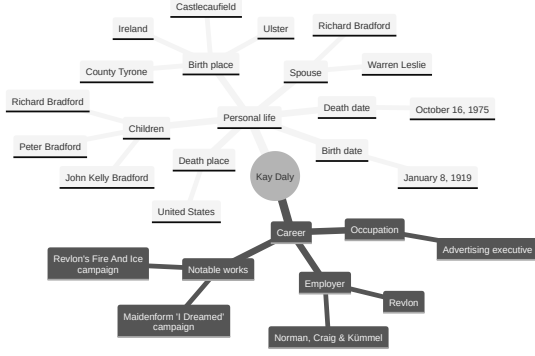 Castlecaufield
Ireland
Ulster
Richard Bradford
County Tyrone
Birth place
Spouse
Warren Leslie
Richard Bradford
Children
Personal life
Death date
October 16, 1975
Peter Bradford
Death place
Birth date
John Kelly Bradford
Kay Daly
January 8, 1919
United States
Career
Occupation
Advertising executive
Revlon's Fire And Ice
campaign
Notable works
Employer
Revlon
Maidenform 'I Dreamed'
campaign
Norman, Craig & Kümmel